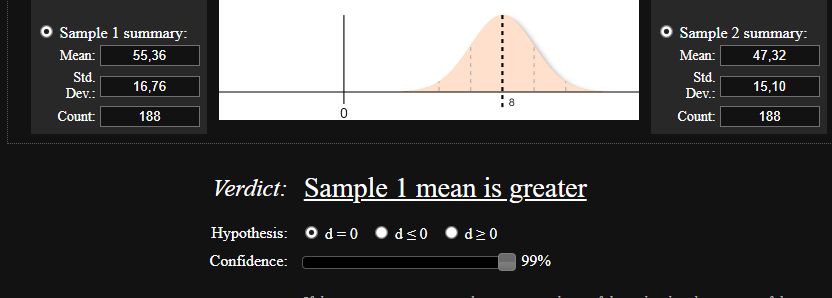 Sample 1 summary:
Mean: 55,36
Std. Dev.: 16,76
Count: 188
0
8
Sample 2 summary:
Mean: 47,32
Std. Dev.: 15,10
Count: 188
Verdict: Sample 1 mean is greater
Hypothesis: d = 0 d ≤ 0 d ≥ 0
Confidence: 99%